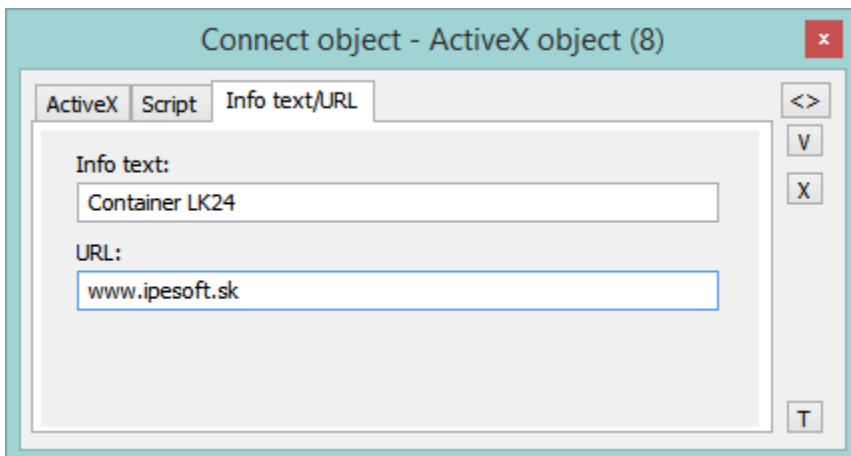 Connect object - ActiveX object (8)
x
ActiveX Script Info text/URL
<>
V
X
Info text:
Container LK24
URL:
www.ipesoft.sk
T